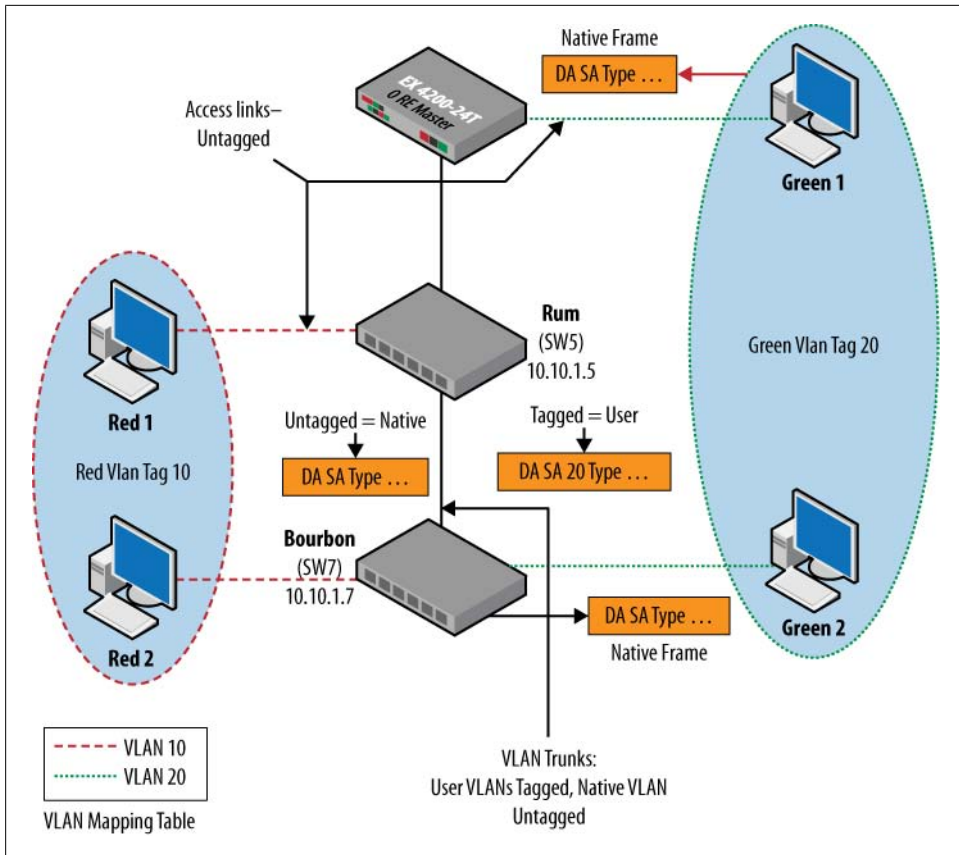 Native Frame
DA SA Type …
EX 4200-24T
0 RE Master
Access links–
Untagged
Green 1
Rum
(SW5)
10.10.1.5
Green Vlan Tag 20
Red 1
Untagged = Native
Tagged = User
Red Vlan Tag 10
DA SA Type …
DA SA 20 Type …
Bourbon
(SW7)
10.10.1.7
DA SA Type …
Native Frame
Red 2
Green 2
VLAN 10
VLAN 20
VLAN Mapping Table
VLAN Trunks:
User VLANs Tagged, Native VLAN
Untagged